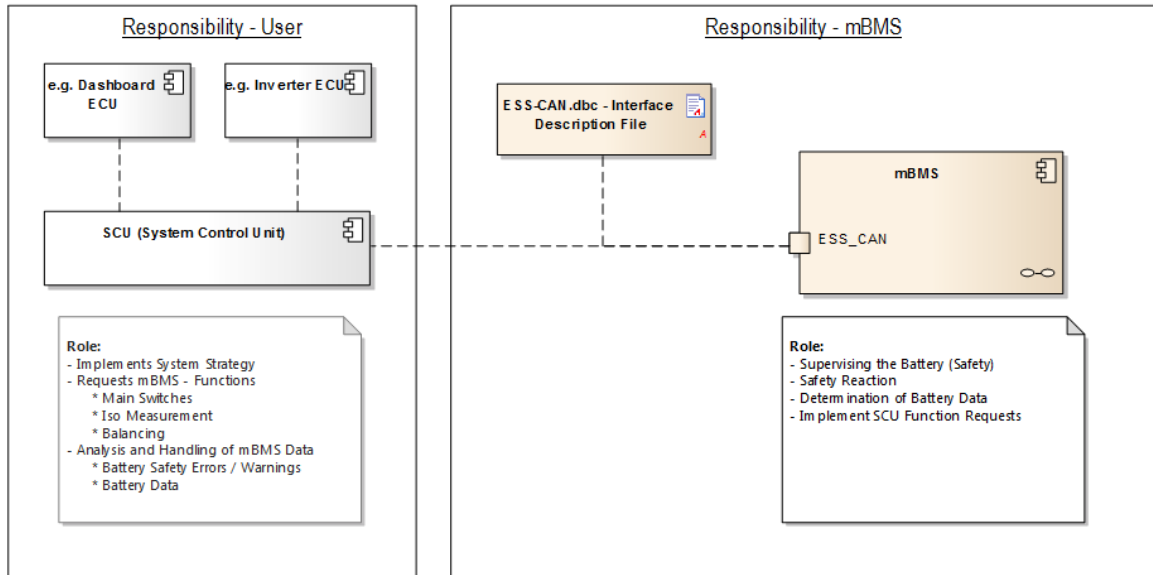 Responsibility - User
e.g. Dashboard
ECU
e.g. Inverter ECU
SCU (System Control Unit)
Role:
- Implements System Strategy
- Requests mBMS - Functions
* Main Switches
* Iso Measurement
* Balancing
- Analysis and Handling of mBMS Data
* Battery Safety Errors / Warnings
* Battery Data
Responsibility - mBMS
ESS-CAN.dbc - Interface
Description File
A
A
mBMS
ESS_CAN
Role:
- Supervising the Battery (Safety)
- Safety Reaction
- Determination of Battery Data
- Implement SCU Function Requests